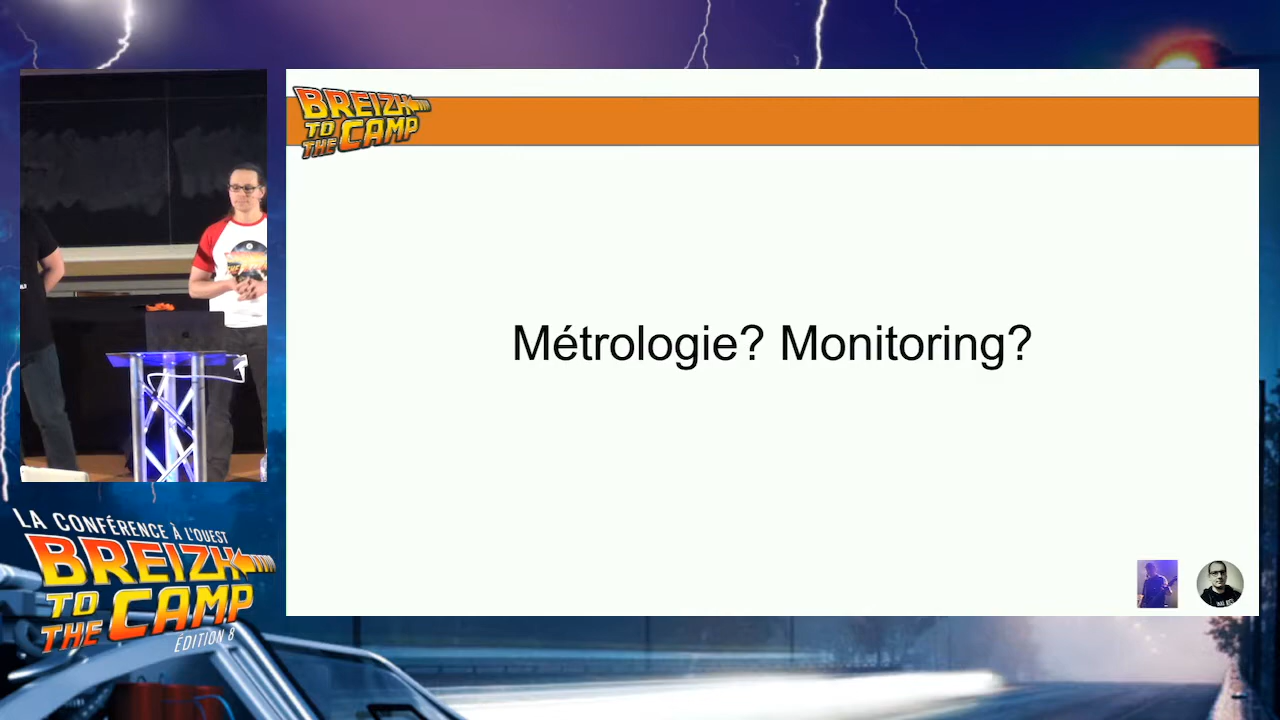 BREIZH
TO
THE CAMP
Métrologie? Monitoring?
LA CONFÉRENCE À L'OUEST
BREIZH
TO
THE CAMP
ÉDITION 8